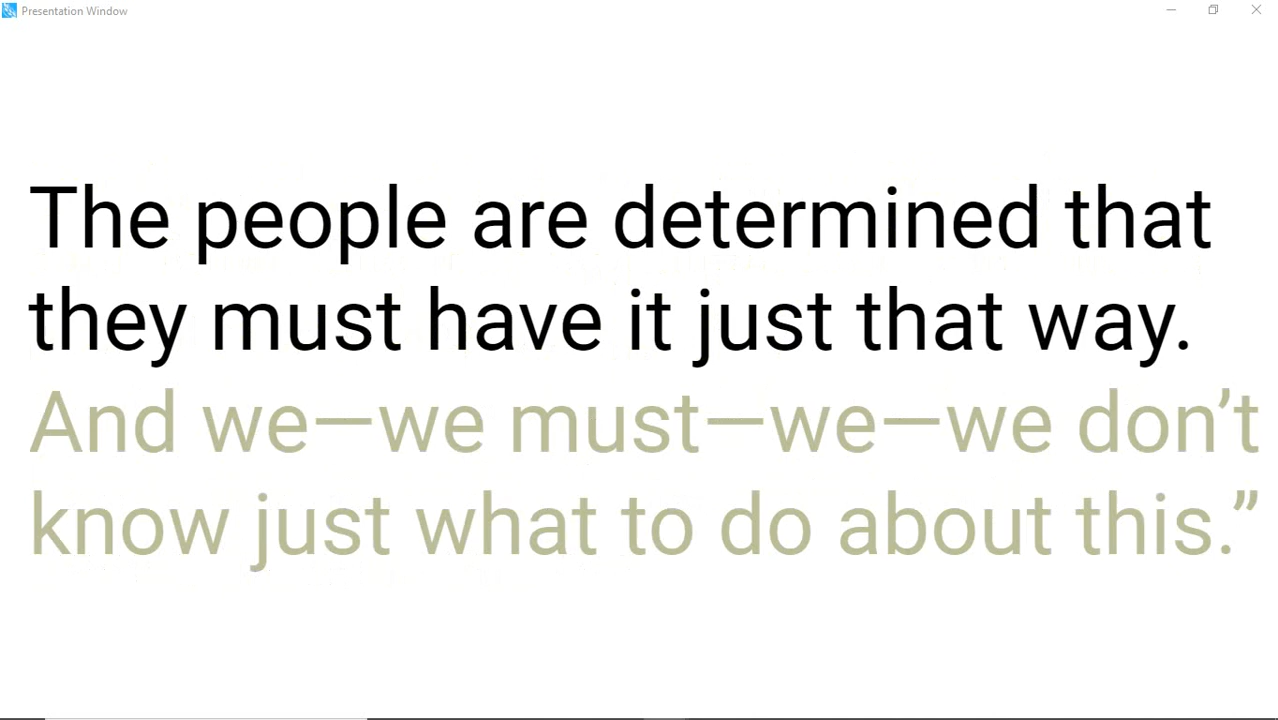 Presentation Window
The people are determined that
they must have it just that way.
And we—we must—we—we don’t
know just what to do about this.”